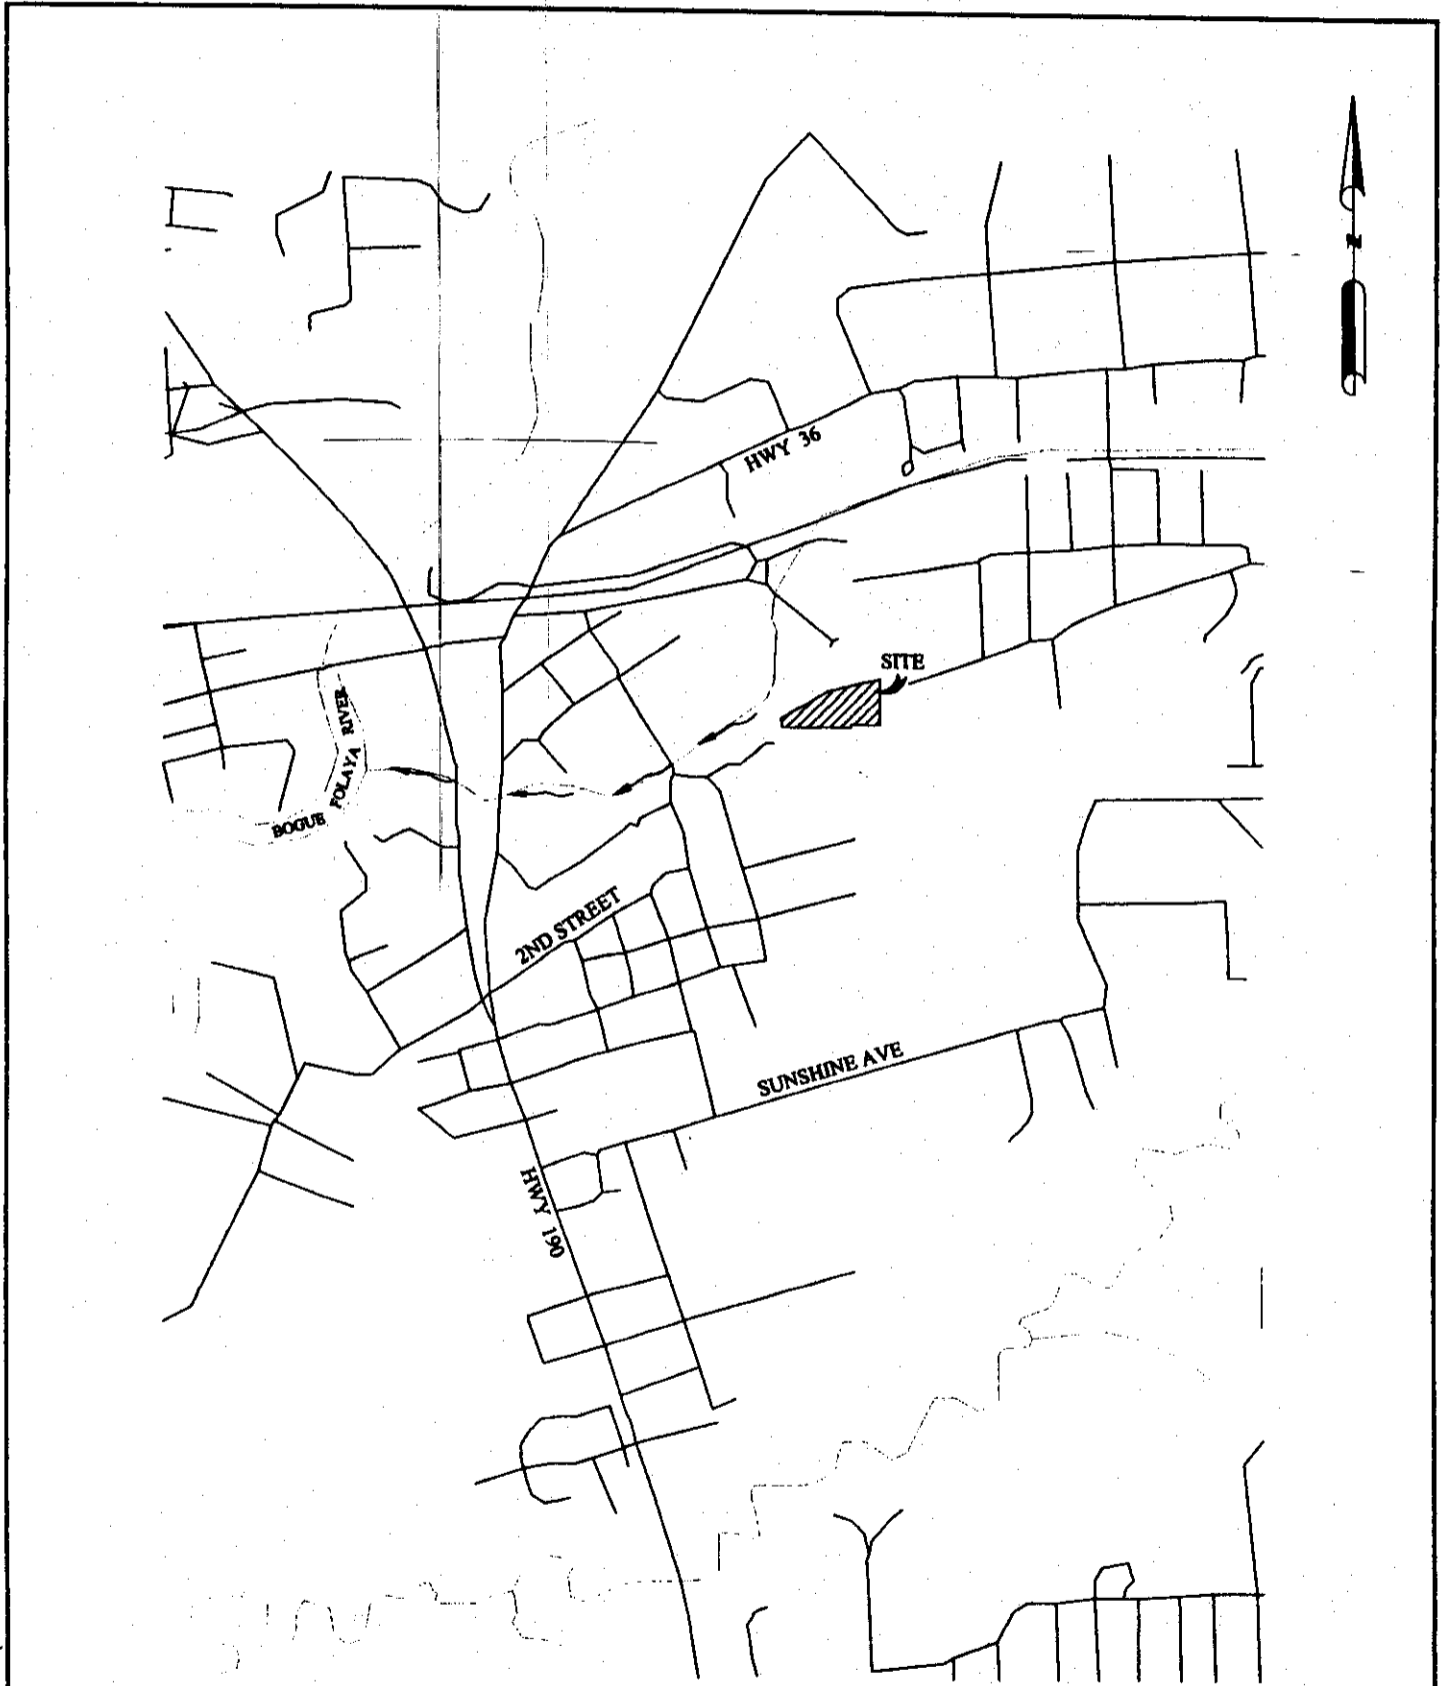 N
HWY 36
SITE
BOGUE FOLAYA RIVER
2ND STREET
SUNSHINE AVE
HWY 190